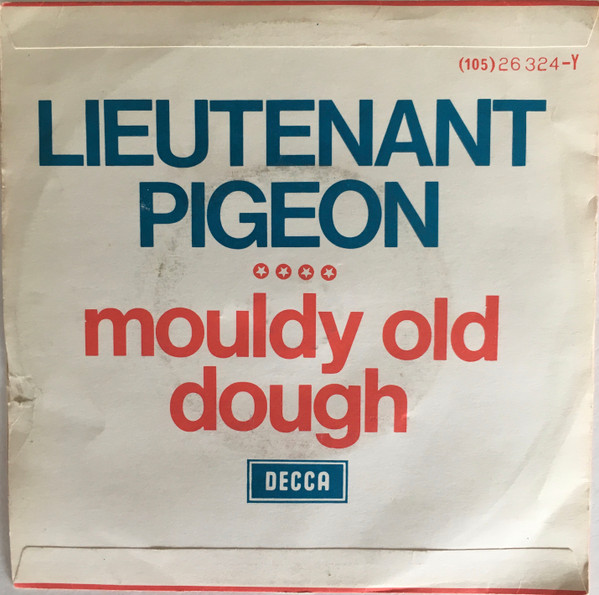 (105) 26 324-Y
LIEUTENANT
PIGEON
mouldy old
dough
DECCA